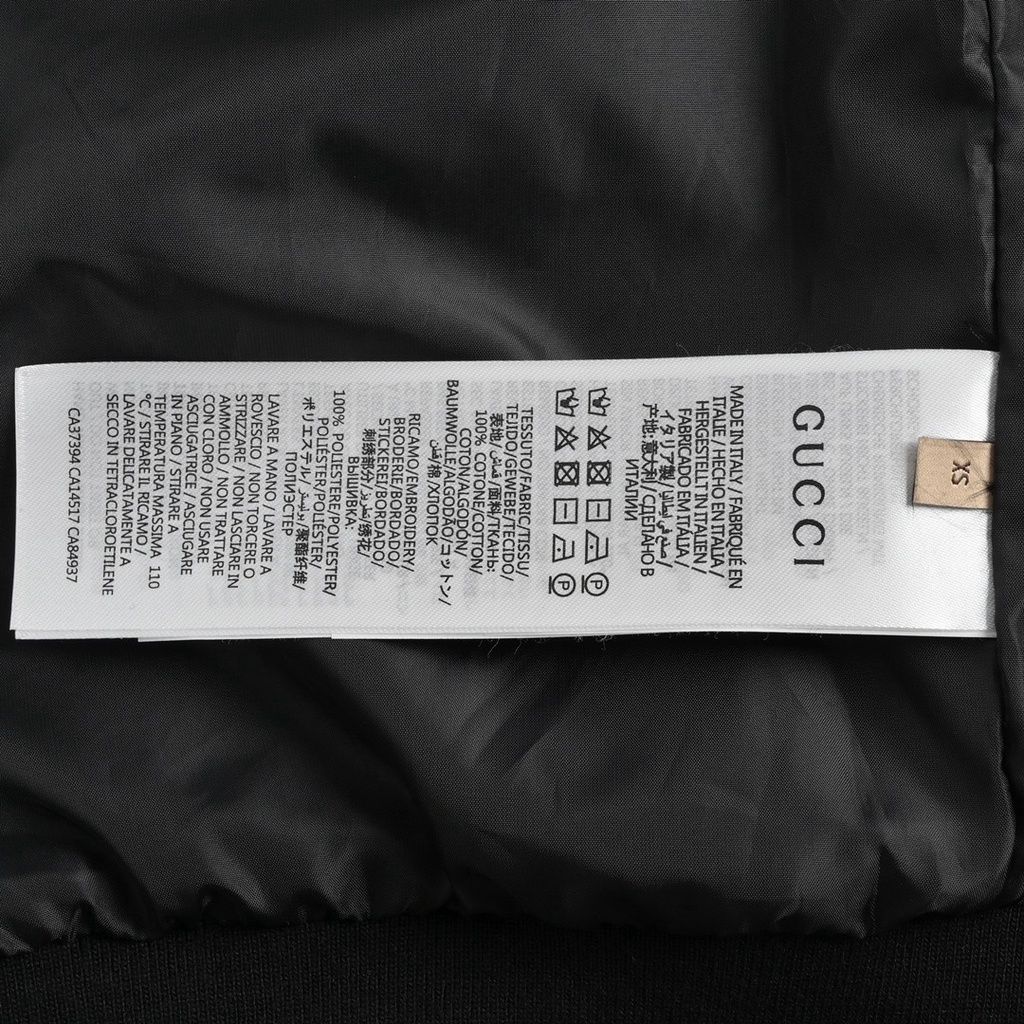 GUCCI
XS
MADE IN ITALY / FABRIQUÉ EN
ITALIE / HECHO EN ITALIA /
HERGESTELLT IN ITALIEN /
FABRICADO EM ITALIA /
イタリア製 / صنع في إيطاليا /
产地:意大利 / СДЕЛАНО В
ИТАЛИИ
TESSUTO/FABRIC/TISSU/
TEJIDO/GEWEBE/TECIDO/
表地/قماش/面料/ТКАНЬ:
100% COTONE/COTTON/
COTON/ALGODÓN/
BAUMWOLLE/ALGODÃO/コットン/
قطن/棉/ХЛОПОК
RICAMO/EMBROIDERY/
BRODERIE/BORDADO/
STICKEREI/BORDADO/
刺绣部分/تطريز/绣花/
ВЫШИВКА:
100% POLIESTERE/POLYESTER/
POLIÉSTER/POLIÉSTER/
ポリエステル/بوليستر/聚酯纤维/
ПОЛИЭСТЕР
LAVARE A MANO / LAVARE A
ROVESCIO / NON TORCERE O
STRIZZARE / NON LASCIARE IN
AMMOLLO / NON TRATTARE
CON CLORO / NON USARE
ASCIUGATRICE / ASCIUGARE
IN PIANO / STIRARE A
TEMPERATURA MASSIMA 110
°C / STIRARE IL RICAMO /
LAVARE DELICATAMENTE A
SECCO IN TETRACLOROETILENE
CA37394 CA14517 CA84937